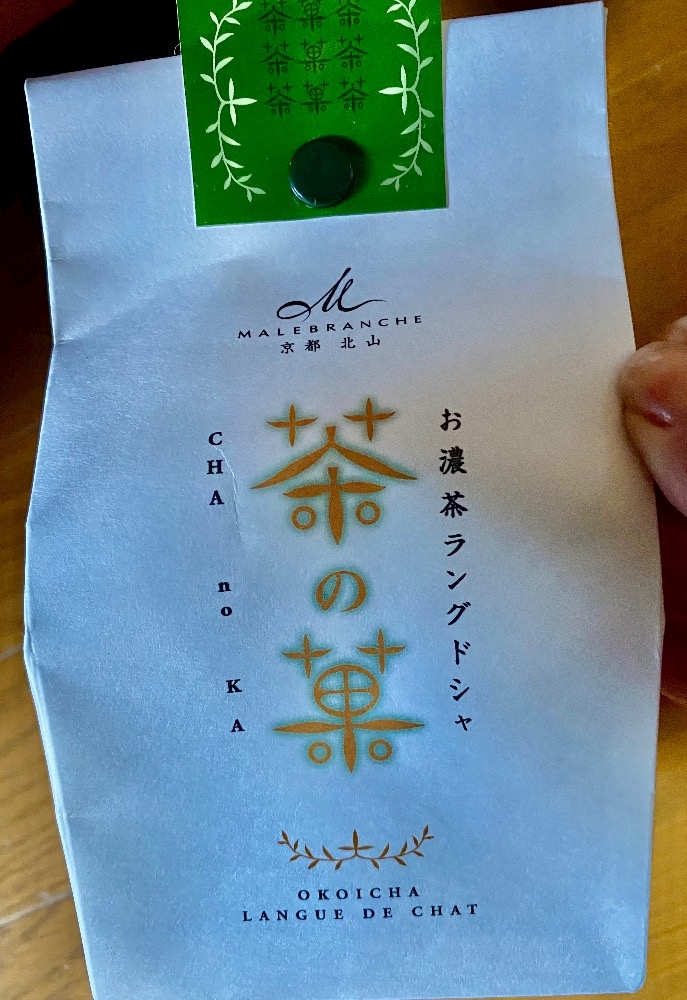 茶菓茶
茶菓茶
茶菓茶
MALEBRANCHE
京都 北山
お濃茶ラングドシャ
茶の菓
CHA no KA
OKOICHA
LANGUE DE CHAT